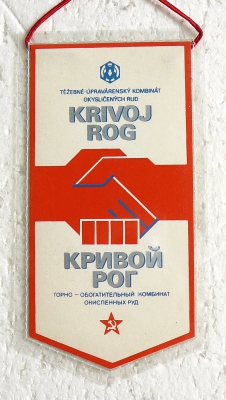 TĚŽEBNĚ-ÚPRAVÁRENSKÝ KOMBINÁT
OKYSLIČENÝCH RUD
KRIVOJ
ROG
КРИВОЙ
РОГ
ГОРНО — ОБОГАТИТЕЛЬНЫЙ КОМБИНАТ
ОКИСЛЕННЫХ РУД